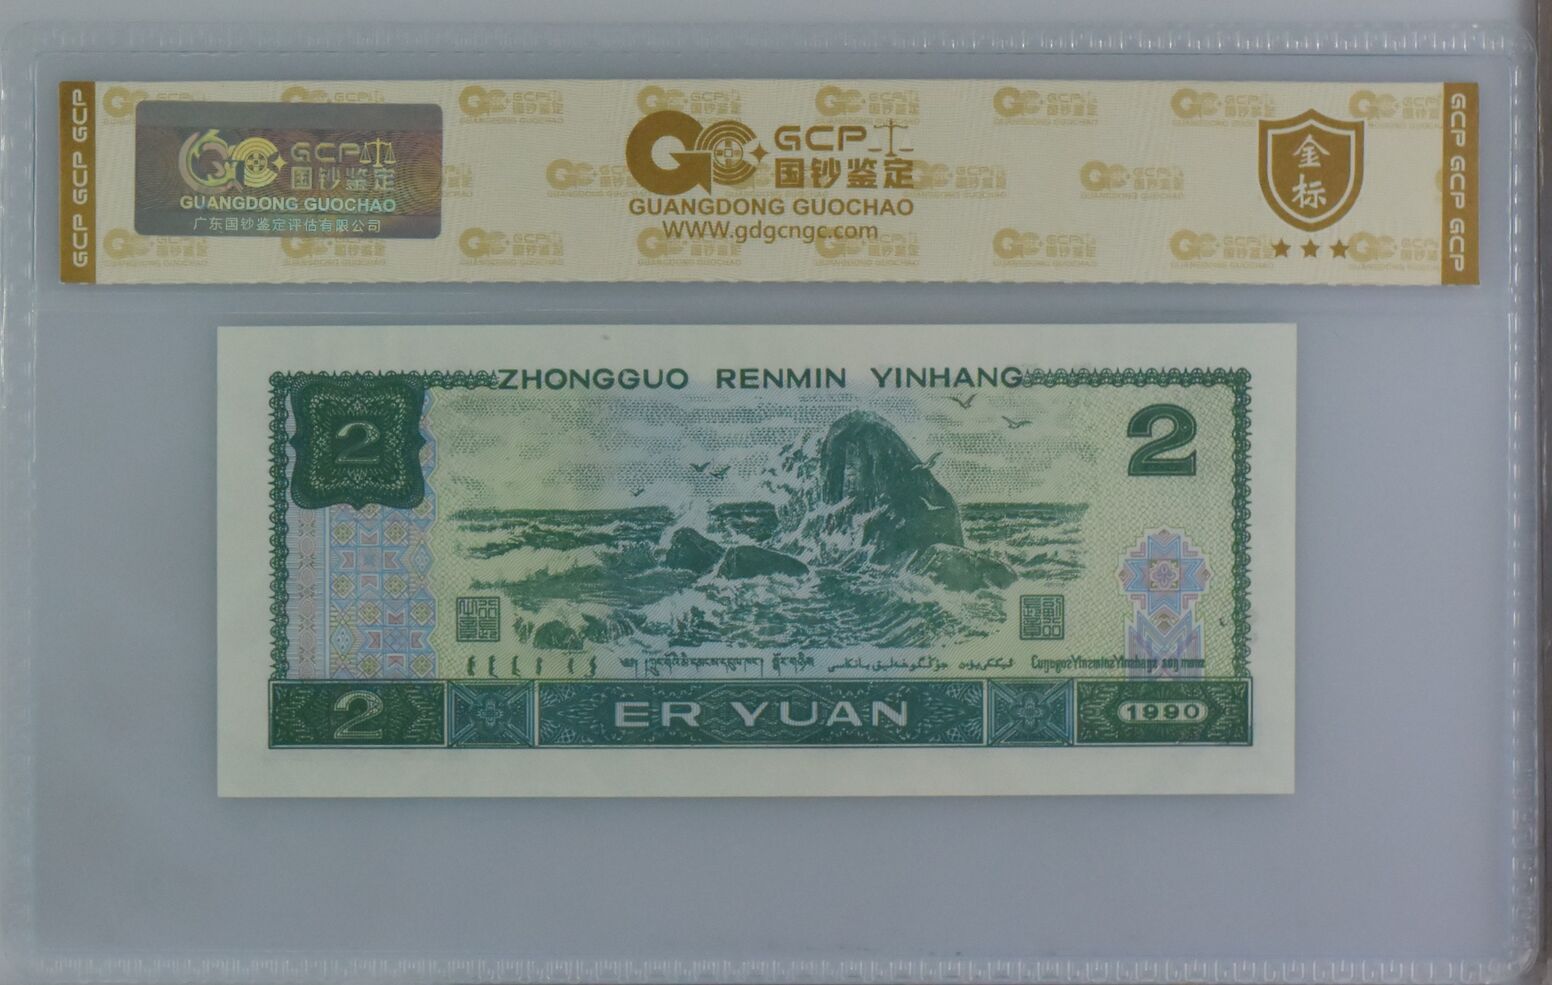 GCP GCP GCP
GCP
国钞鉴定
GUANGDONG GUOCHAO
广东国钞鉴定评估有限公司
GCP
国钞鉴定
GUANGDONG GUOCHAO
WWW.gdgcngc.com
金标
GCP GCP GCP
ZHONGGUO RENMIN YINHANG
2
2
2
ER YUAN
1990